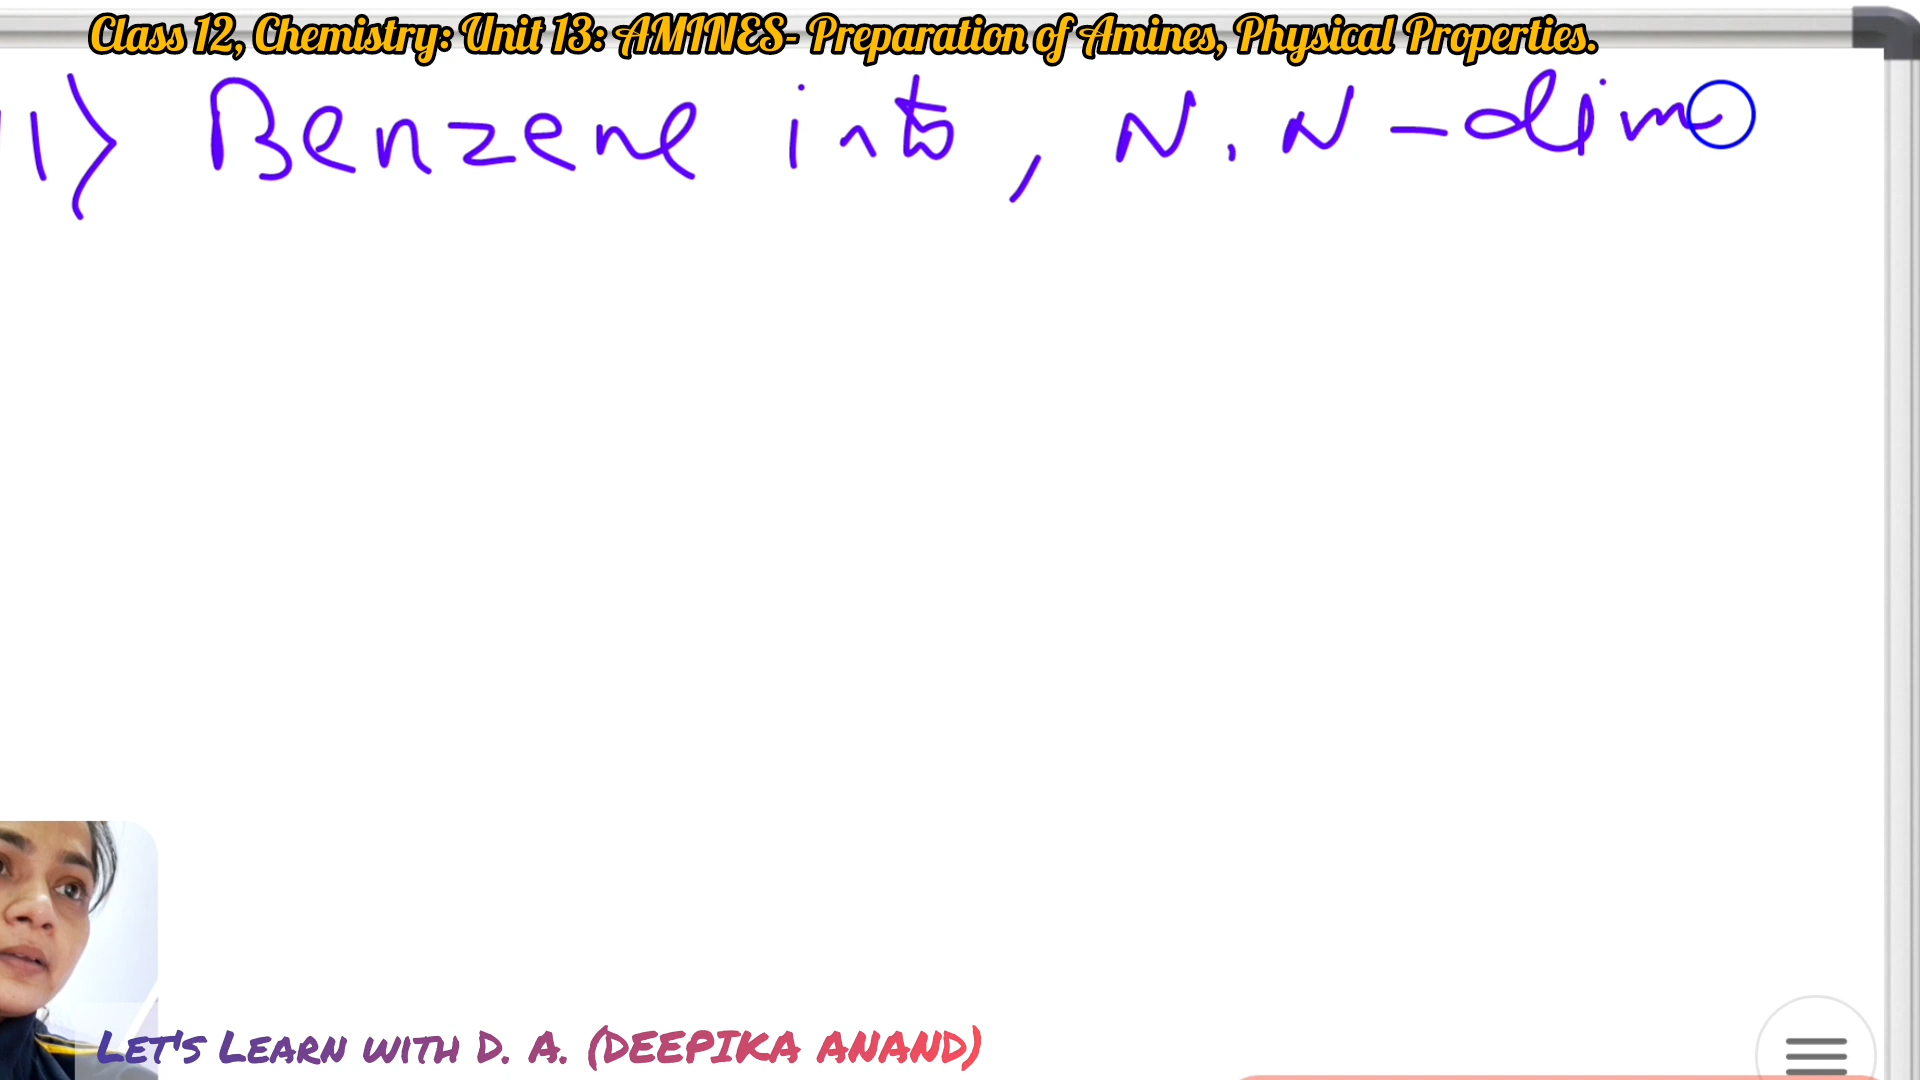 Class 12, Chemistry: Unit 13: AMINES- Preparation of Amines, Physical Properties.
11) Benzene into, N. N-dim
LET'S LEARN WITH D. A. (DEEPIKA ANAND)